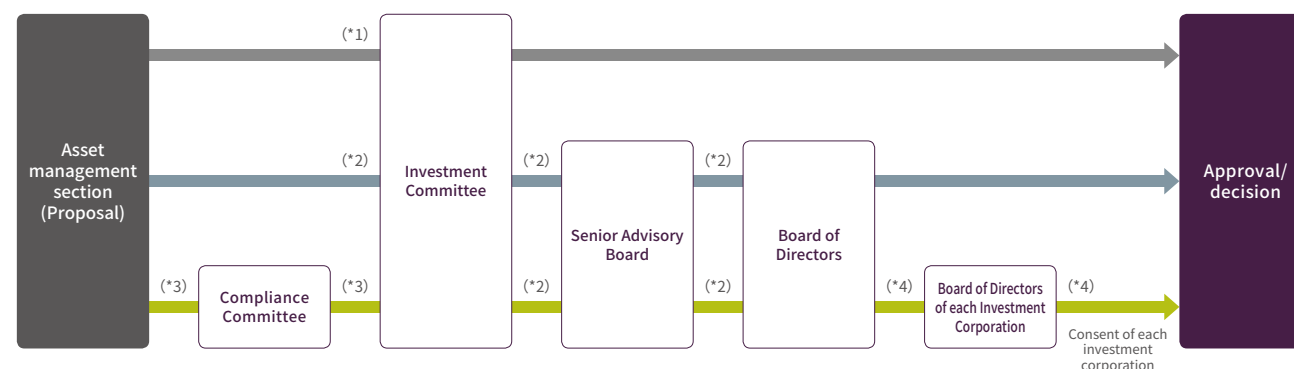 (*1)
Asset
management
section
(Proposal)
(*2)
Investment
Committee
(*2)
(*2)
Approval/
decision
Senior Advisory
Board
Board of
Directors
(*3)
Compliance
Committee
(*3)
(*2)
(*2)
(*4)
Board of Directors
of each Investment
Corporation
(*4)
Consent of each
investment
corporation